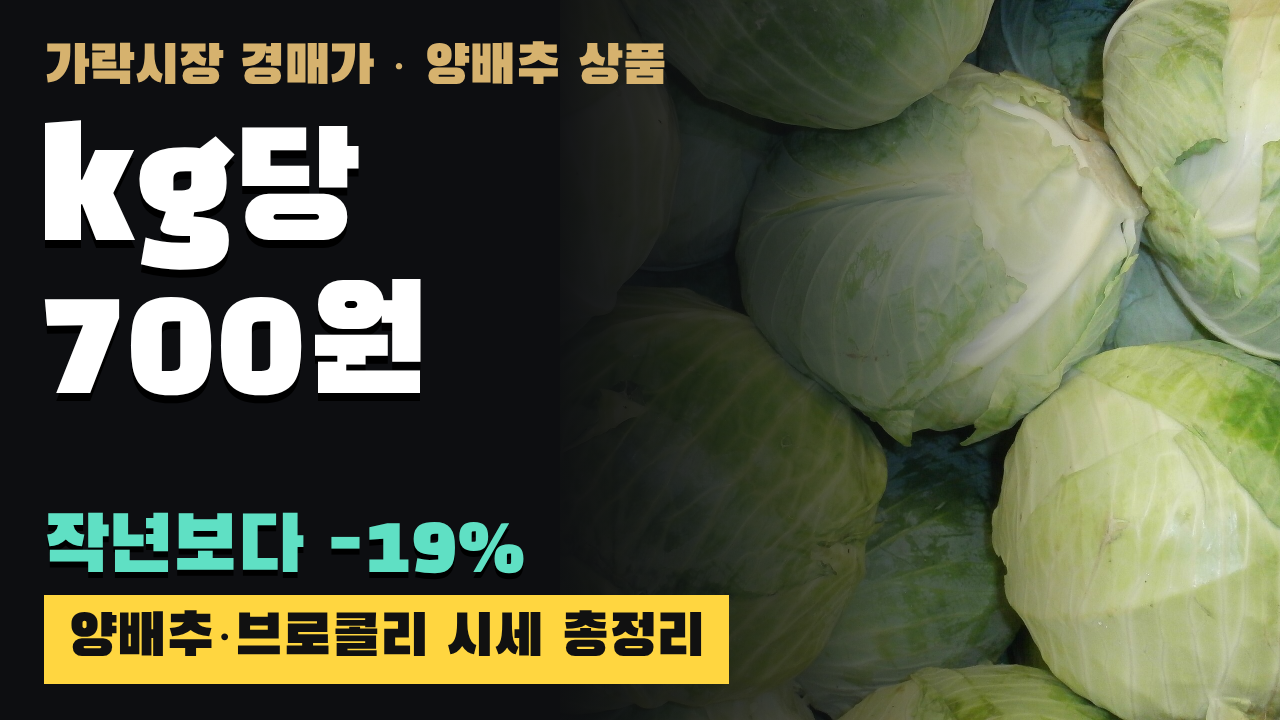 가락시장 경매가 · 양배추 상품
kg당
700원
작년보다 -19%
양배추·브로콜리 시세 총정리